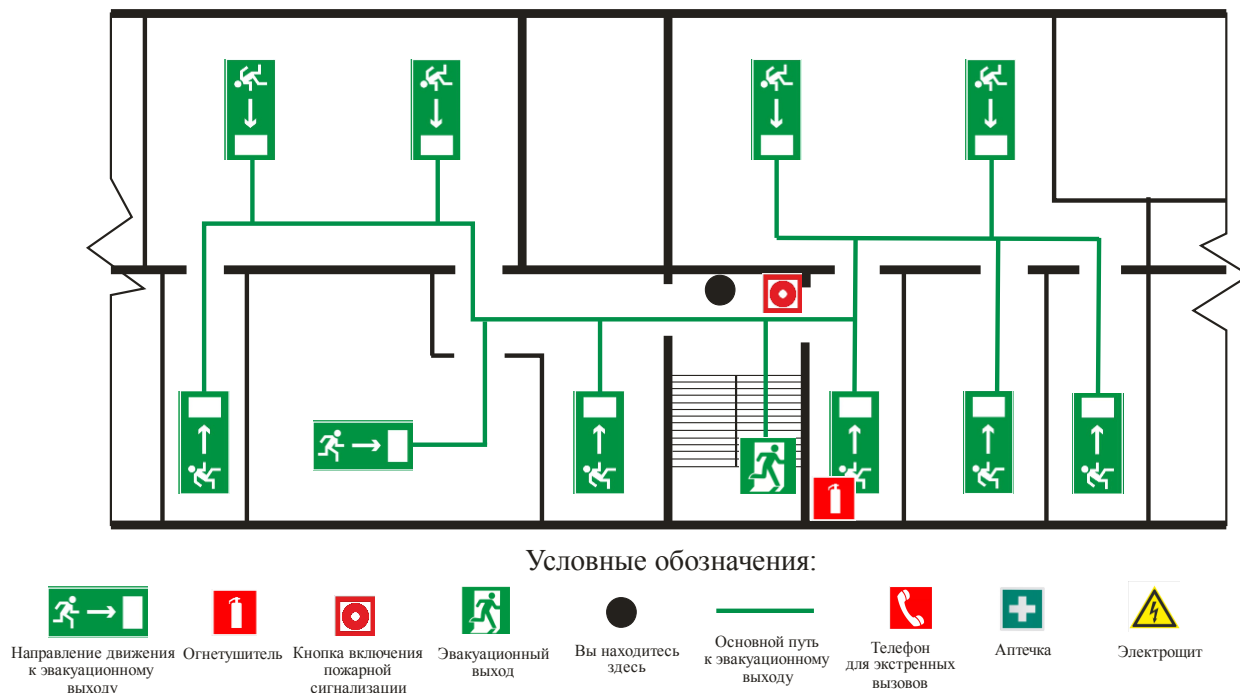 Условные обозначения:
Направление движения
к эвакуационному
выходу
Огнетушитель
Кнопка включения
пожарной
сигнализации
Эвакуационный
выход
Вы находитесь
здесь
Основной путь
к эвакуационному
выходу
Телефон
для экстренных
вызовов
Аптечка
Электрощит